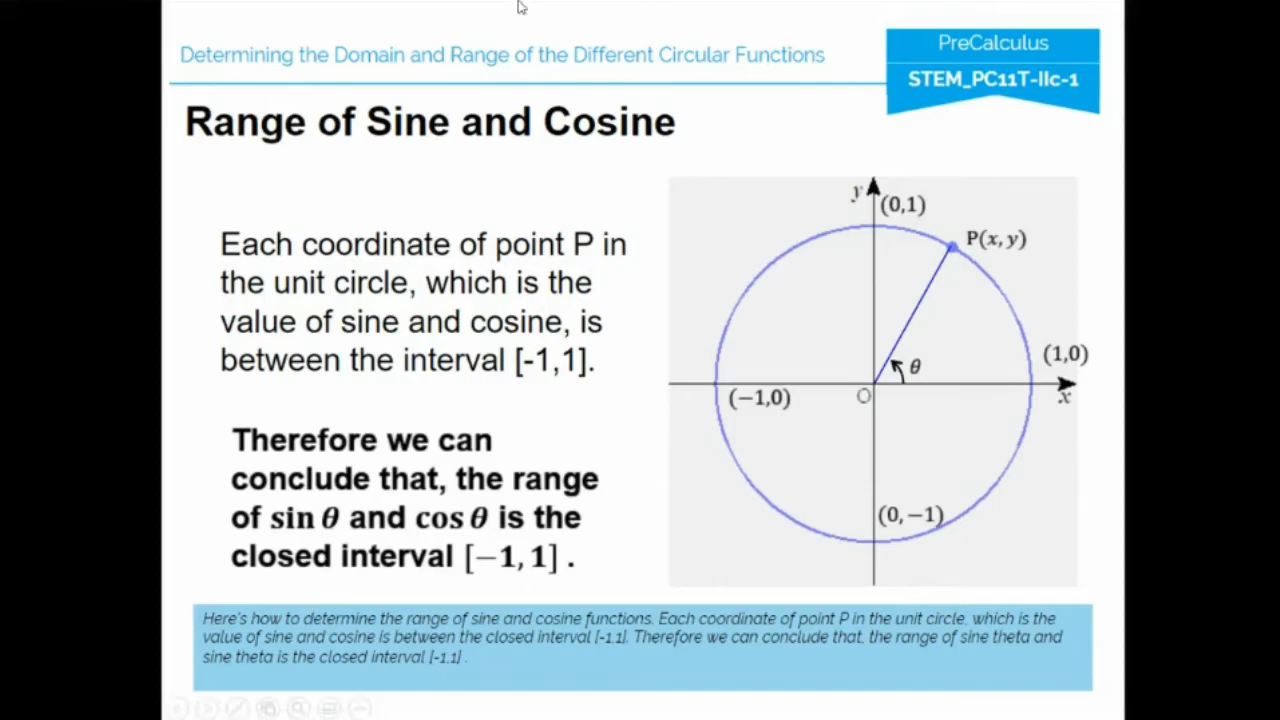 Determining the Domain and Range of the Different Circular Functions
PreCalculus
STEM_PC11T-IIc-1
Range of Sine and Cosine
Each coordinate of point P in
the unit circle, which is the
value of sine and cosine, is
between the interval [-1,1].
Therefore we can
conclude that, the range
of sin θ and cos θ is the
closed interval [−1, 1] .
y
(0,1)
P(x, y)
(1,0)
θ
(−1,0)
O
x
(0, −1)
Here's how to determine the range of sine and cosine functions. Each coordinate of point P in the unit circle, which is the
value of sine and cosine is between the closed interval [-1,1]. Therefore we can conclude that, the range of sine theta and
sine theta is the closed interval [-1,1] .